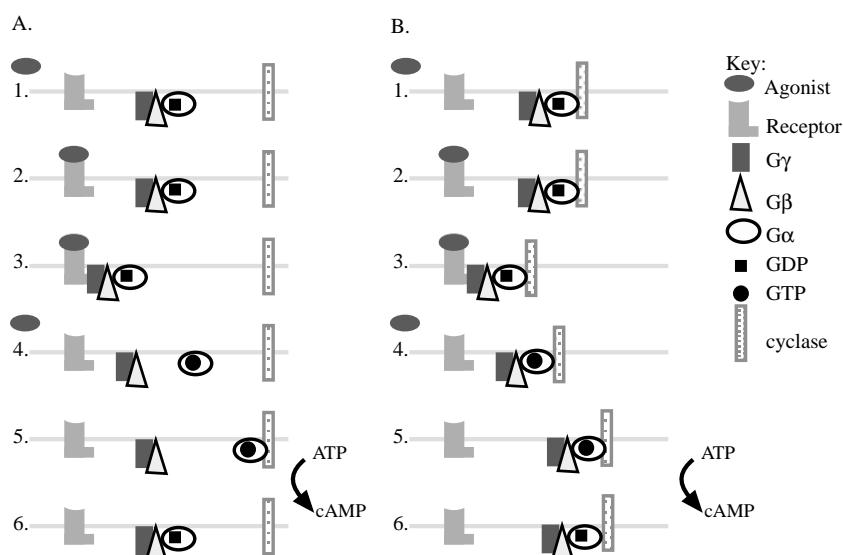 A.
1.
2.
3.
4.
5.
ATP
cAMP
6.
B.
1.
2.
3.
4.
5.
ATP
cAMP
6.
Key:
Agonist
Receptor
Gγ
Gβ
Gα
GDP
GTP
cyclase